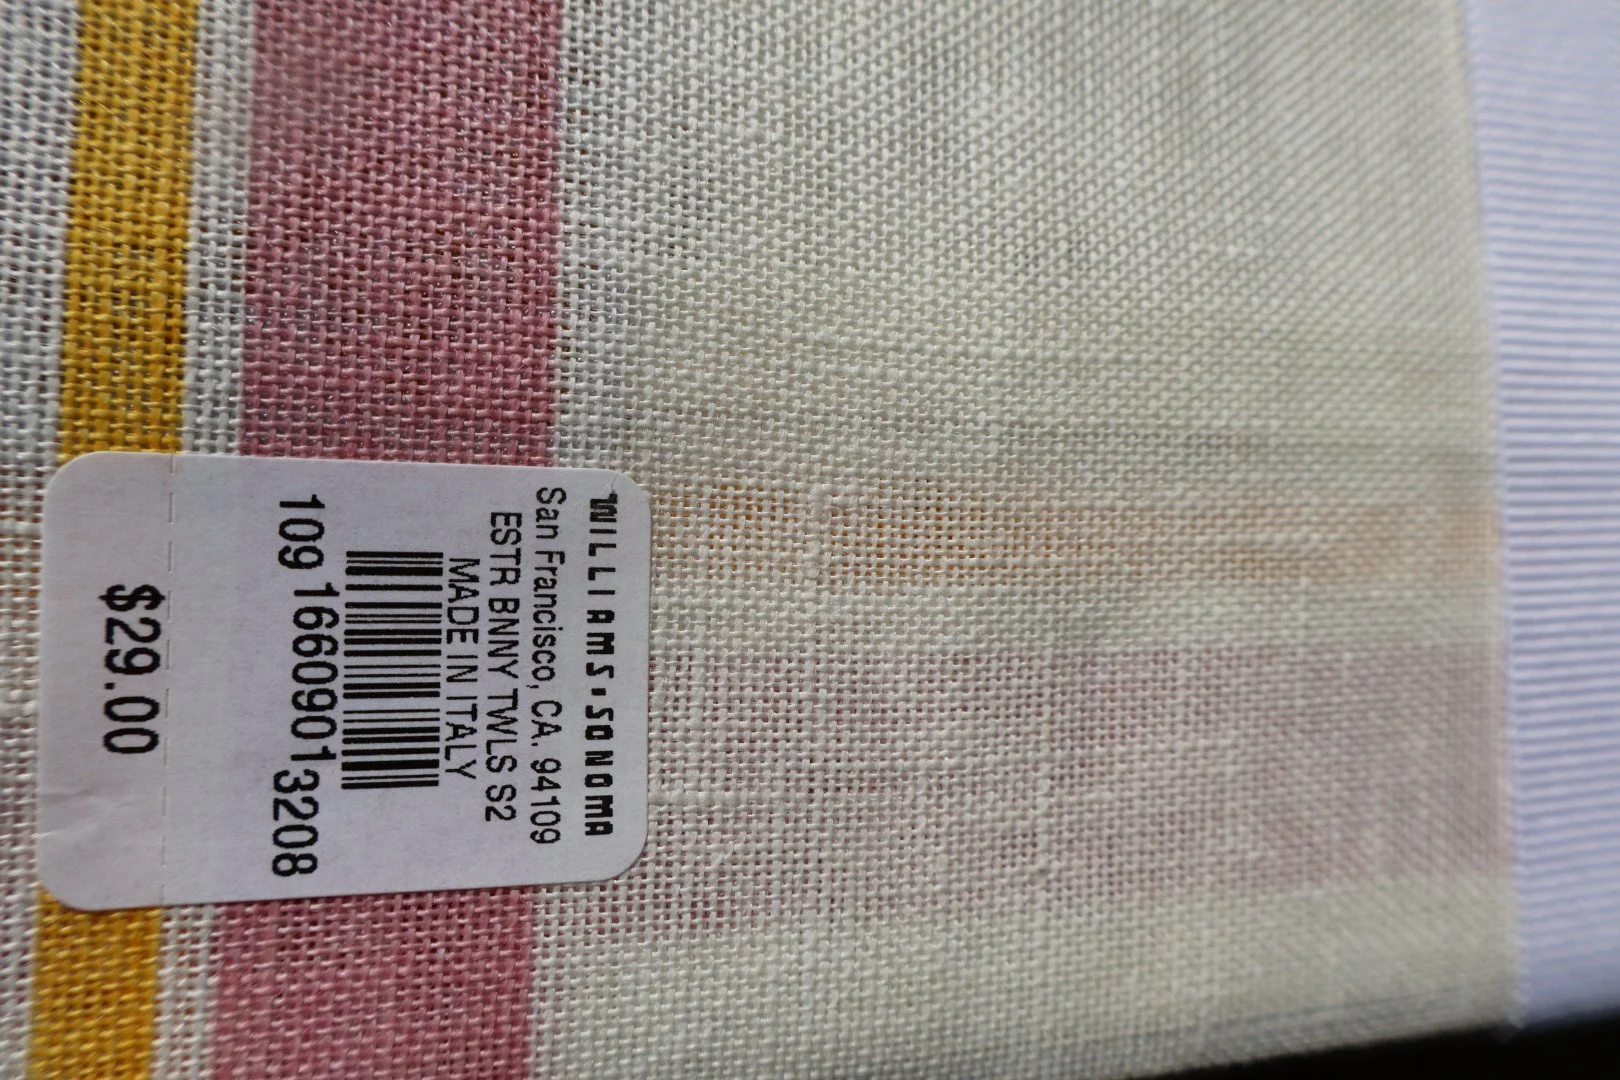 WILLIAMS-SONOMA
San Francisco, CA. 94109
ESTR BNNY TWLS S2
MADE IN ITALY
109 16609013208
$29.00